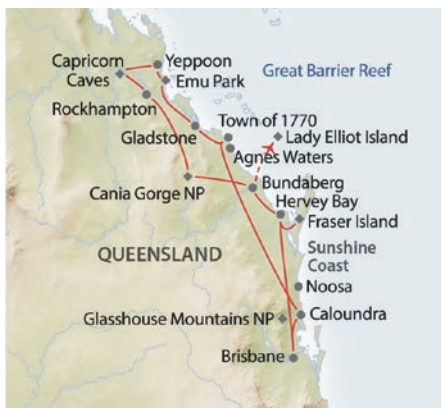 Capricorn
Caves
Yeppoon
Emu Park
Great Barrier Reef
Rockhampton
Town of 1770
Gladstone
Lady Elliot Island
Agnes Waters
Cania Gorge NP
Bundaberg
Hervey Bay
Fraser Island
QUEENSLAND
Sunshine
Coast
Noosa
Glasshouse Mountains NP
Caloundra
Brisbane